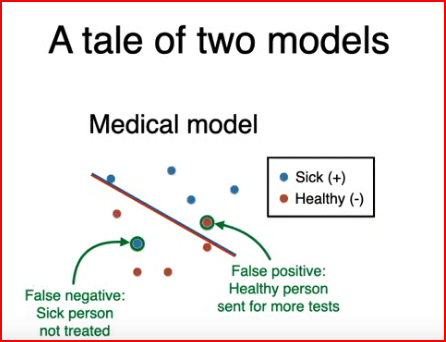 A tale of two models
Medical model
Sick (+)
Healthy (-)
False negative:
Sick person
not treated
False positive:
Healthy person
sent for more tests